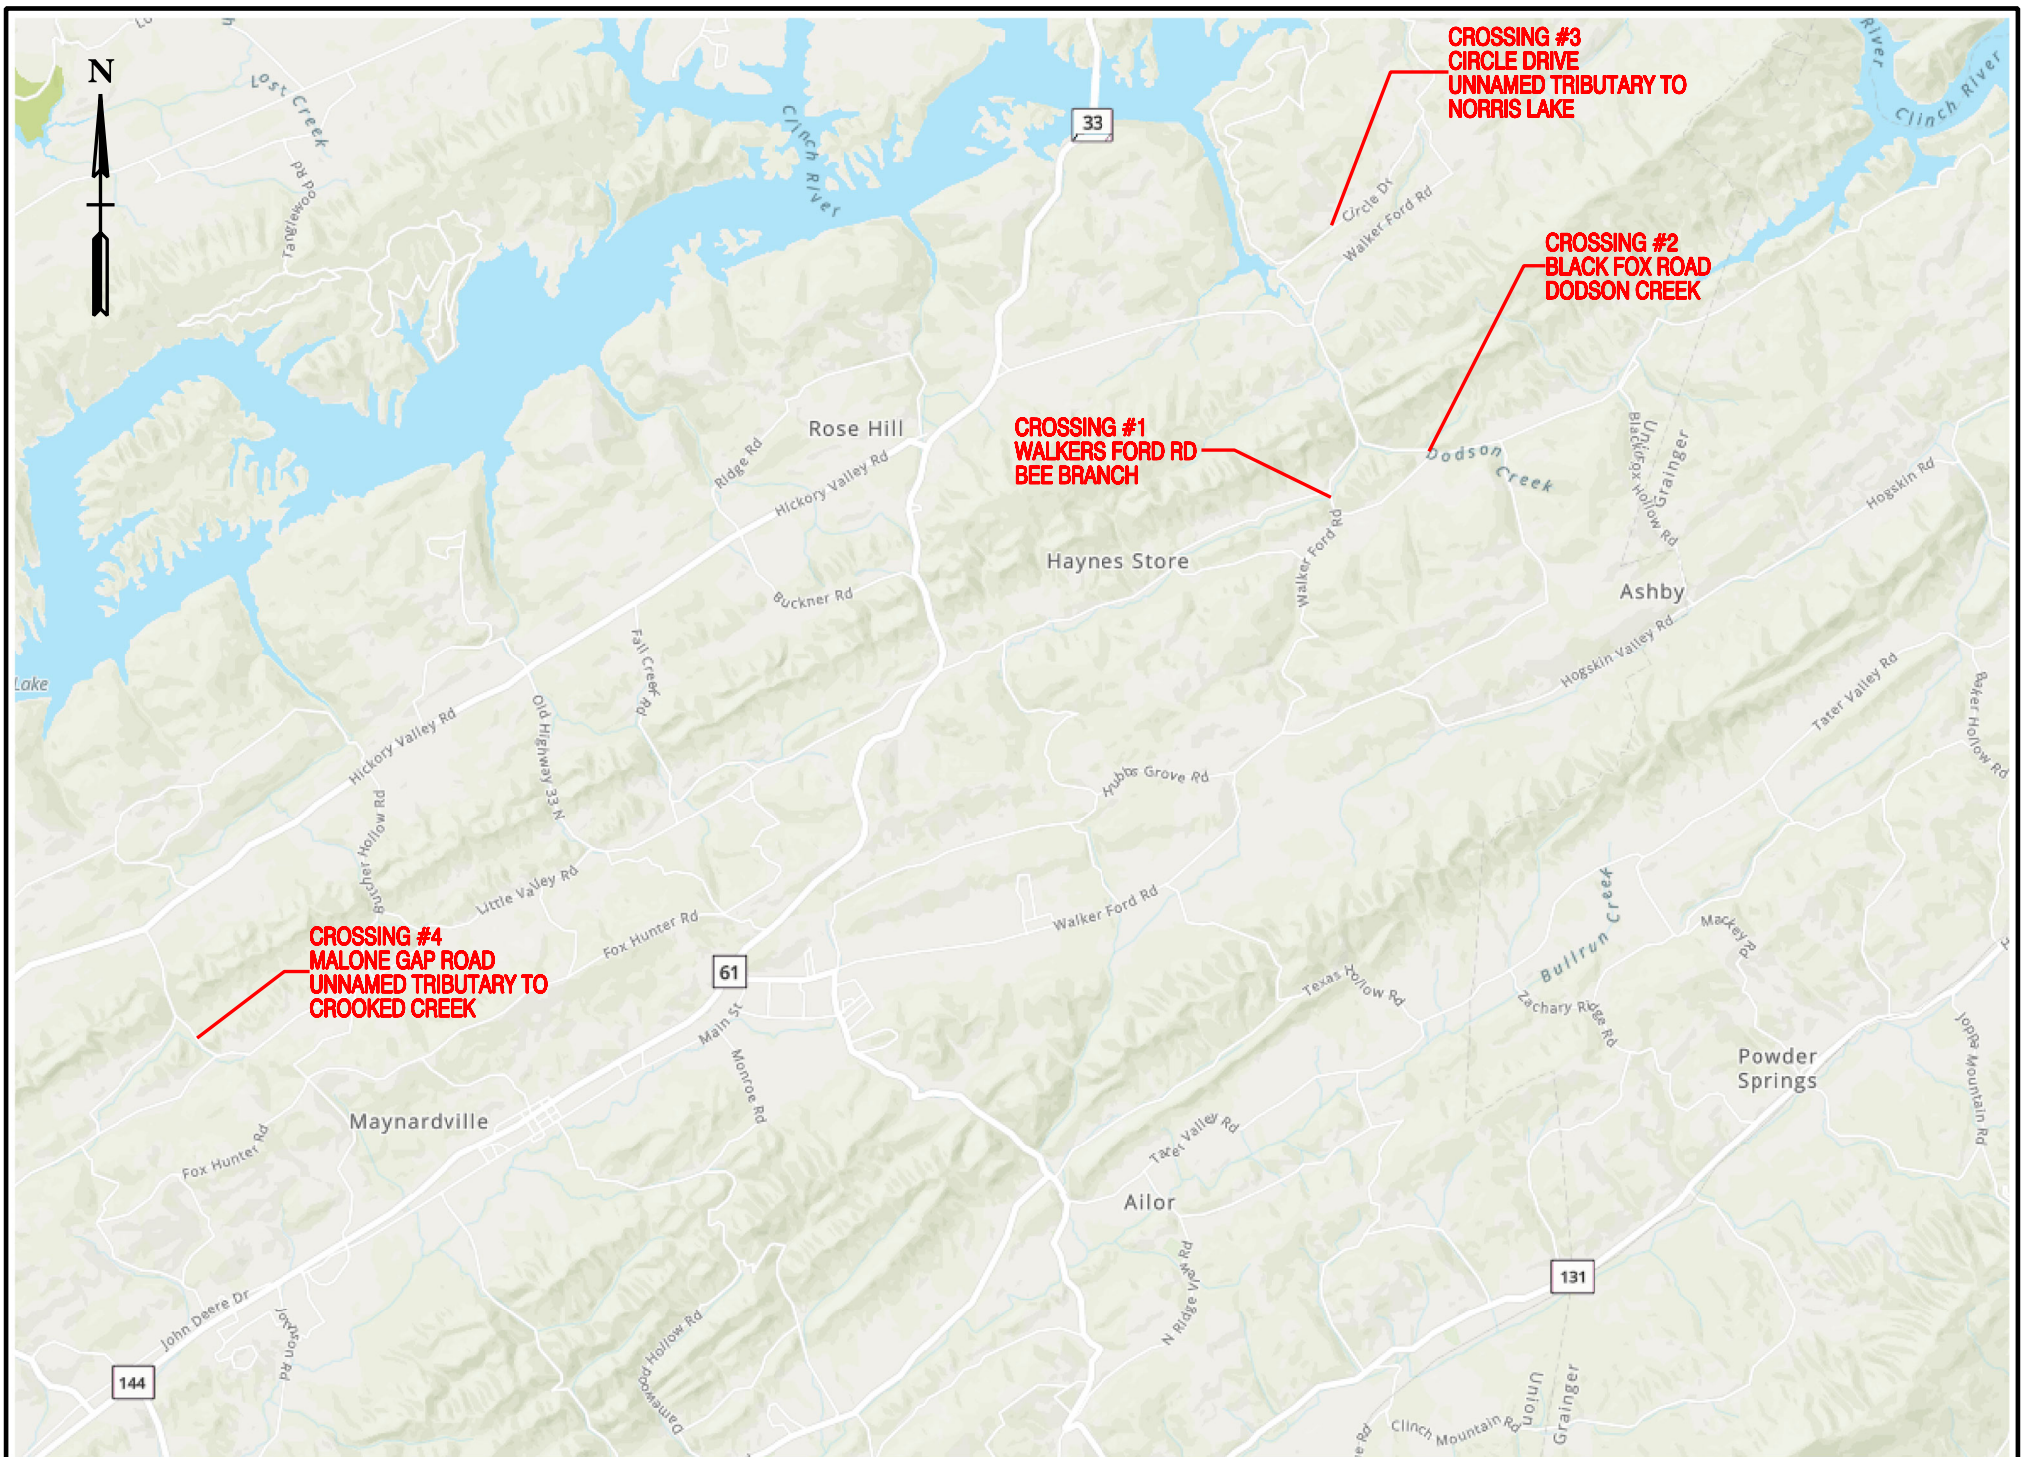 N
Lost Creek
Tanglewood Rd
Clinch River
33
CROSSING #3
CIRCLE DRIVE
UNNAMED TRIBUTARY TO
NORRIS LAKE
River
Clinch River
Circle Dr
Walker Ford Rd
CROSSING #2
BLACK FOX ROAD
DODSON CREEK
Rose Hill
Ridge Rd
Hickory Valley Rd
CROSSING #1
WALKERS FORD RD
BEE BRANCH
Dodson
Creek
Union
Grainger
Black Fox Hollow Rd
Hogskin Rd
Haynes Store
Walker Ford Rd
Buckner Rd
Ashby
Fall Creek Rd
Hogskin Valley Rd
Lake
Tater Valley Rd
Baker Hollow Rd
Hickory Valley Rd
Old Highway 33 N
Hubbs Grove Rd
Butcher Hollow Rd
Little Valley Rd
Fox Hunter Rd
Walker Ford Rd
Bullrun Creek
Mackey Rd
CROSSING #4
MALONE GAP ROAD
UNNAMED TRIBUTARY TO
CROOKED CREEK
61
Main St
Texas Hollow Rd
Zachary Ridge Rd
Monroe Rd
Powder
Springs
Joppa Mountain Rd
Maynardville
Fox Hunter Rd
Tater Valley Rd
Ailor
N Ridge View Rd
131
John Deere Dr
144
Damewood Hollow Rd
Union
Grainger
Clinch Mountain Rd